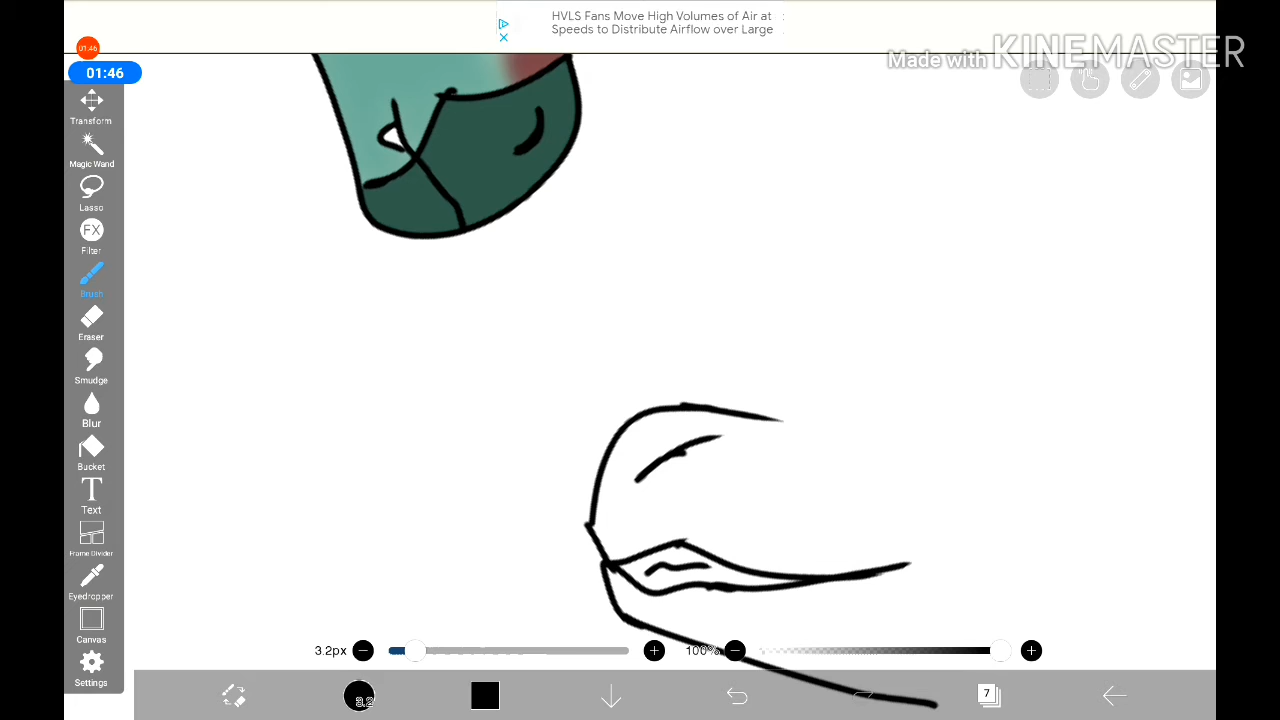 HVLS Fans Move High Volumes of Air at
Speeds to Distribute Airflow over Large
Made with KINEMASTER
01:46
01:46
Transform
Magic Wand
Lasso
FX
Filter
Brush
Eraser
Smudge
Blur
Bucket
T
Text
Frame Divider
Eyedropper
Canvas
Settings
3.2px
100%
3.2
7